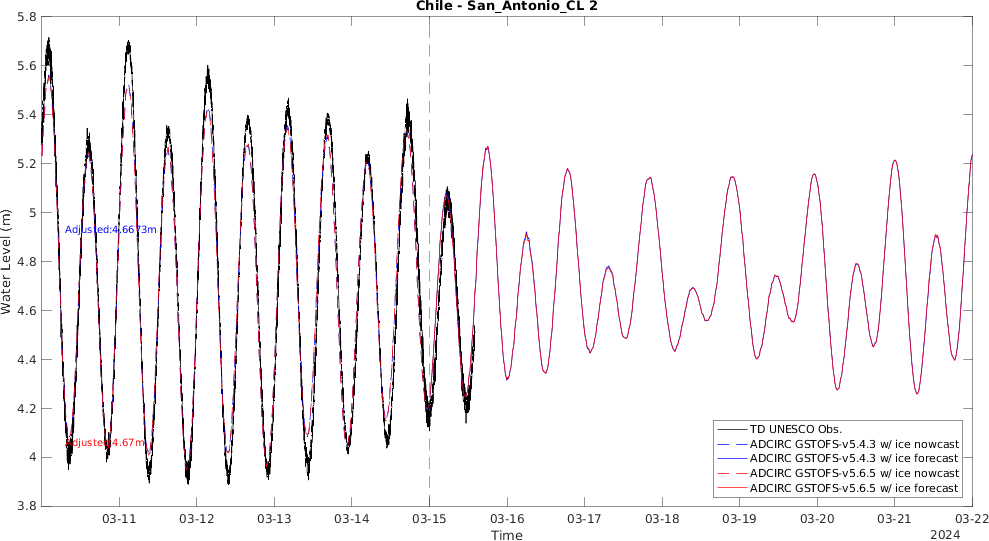 Chile - San_Antonio_CL 2
Water Level (m)
5.8
5.6
5.4
5.2
5
4.8
4.6
4.4
4.2
4
3.8
Adjusted:4.6673m
Adjusted:4.67m
TD UNESCO Obs.
ADCIRC GSTOFS-v5.4.3 w/ ice nowcast
ADCIRC GSTOFS-v5.4.3 w/ ice forecast
ADCIRC GSTOFS-v5.6.5 w/ ice nowcast
ADCIRC GSTOFS-v5.6.5 w/ ice forecast
03-11 03-12 03-13 03-14 03-15 03-16 03-17 03-18 03-19 03-20 03-21 03-22
Time
2024